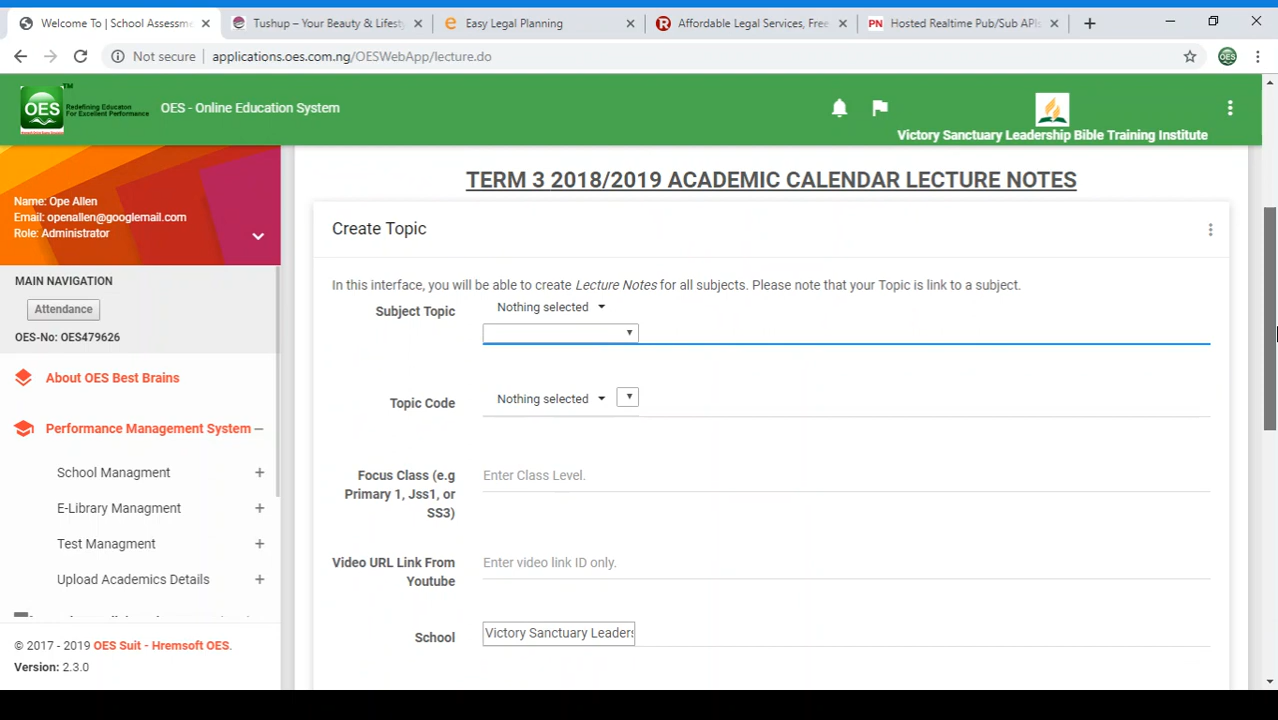 Welcome To | School Assessm
Tushup – Your Beauty & Lifesty
Easy Legal Planning
Affordable Legal Services, Free
PN Hosted Realtime Pub/Sub APIs
Not secure applications.oes.com.ng/OESWebApp/lecture.do
OES
TM
Redefining Education
For Excellent Performance
OES - Online Education System
Victory Sanctuary Leadership Bible Training Institute
Name: Ope Allen
Email: openallen@googlemail.com
Role: Administrator
MAIN NAVIGATION
Attendance
OES-No: OES479626
About OES Best Brains
Performance Management System
School Managment
E-Library Managment
Test Managment
Upload Academics Details
© 2017 - 2019 OES Suit - Hremsoft OES.
Version: 2.3.0
TERM 3 2018/2019 ACADEMIC CALENDAR LECTURE NOTES
Create Topic
In this interface, you will be able to create Lecture Notes for all subjects. Please note that your Topic is link to a subject.
Subject Topic
Nothing selected
Topic Code
Nothing selected
Focus Class (e.g
Primary 1, Jss1, or
SS3)
Enter Class Level.
Video URL Link From
Youtube
Enter video link ID only.
School
Victory Sanctuary Leaders